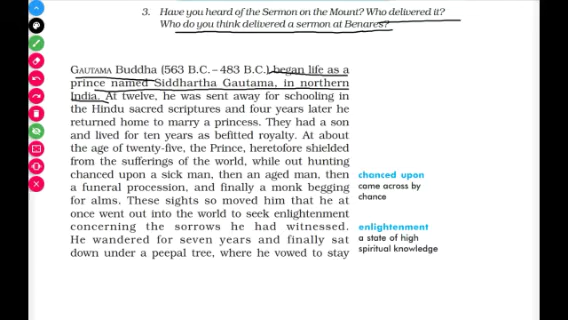 3. Have you heard of the Sermon on the Mount? Who delivered it?
Who do you think delivered a sermon at Benares?
GAUTAMA Buddha (563 B.C. – 483 B.C.) began life as a
prince named Siddhartha Gautama, in northern
India. At twelve, he was sent away for schooling in
the Hindu sacred scriptures and four years later he
returned home to marry a princess. They had a son
and lived for ten years as befitted royalty. At about
the age of twenty-five, the Prince, heretofore shielded
from the sufferings of the world, while out hunting
chanced upon a sick man, then an aged man, then
a funeral procession, and finally a monk begging
for alms. These sights so moved him that he at
once went out into the world to seek enlightenment
concerning the sorrows he had witnessed.
He wandered for seven years and finally sat
down under a peepal tree, where he vowed to stay
chanced upon
came across by
chance
enlightenment
a state of high
spiritual knowledge